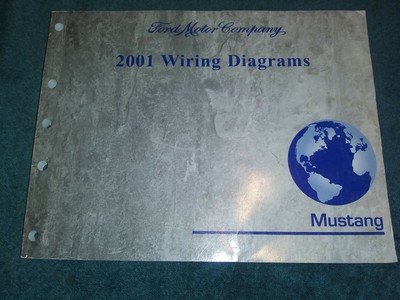 Ford Motor Company,
2001 Wiring Diagrams
Mustang